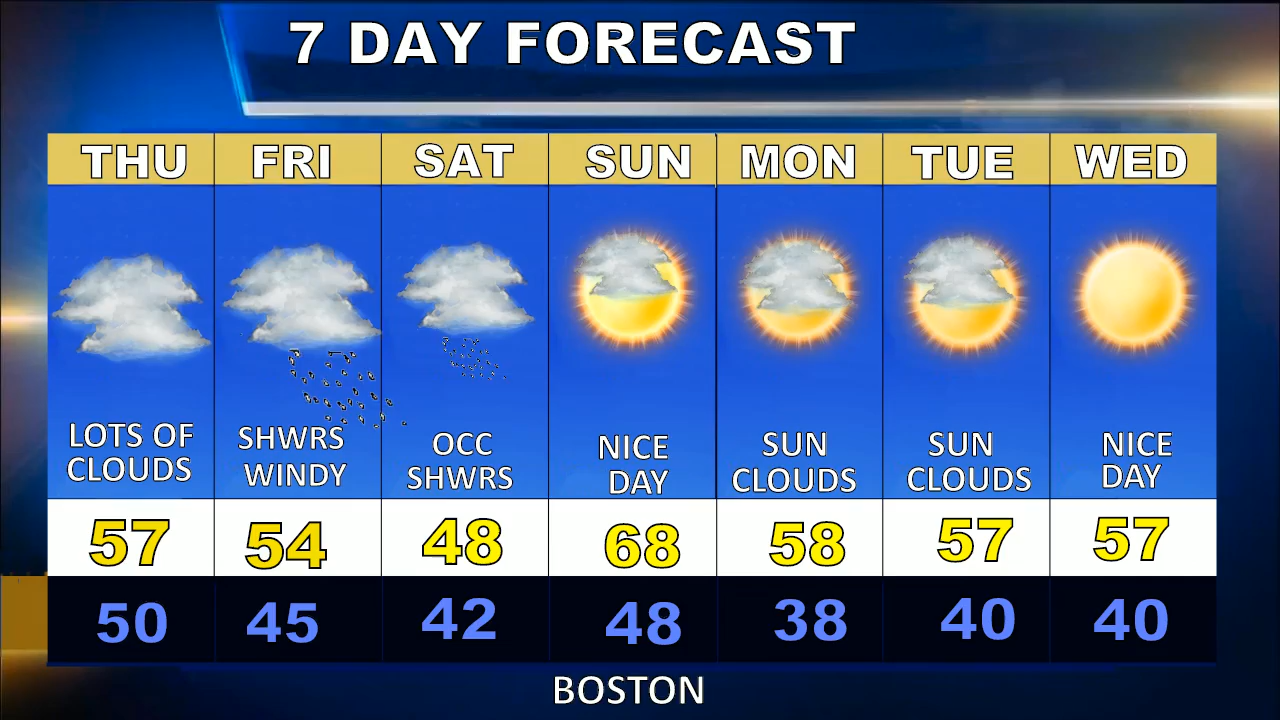 7 DAY FORECAST
THU FRI SAT SUN MON TUE WED
LOTS OF
CLOUDS
SHWRS
WINDY
OCC
SHWRS
NICE
DAY
SUN
CLOUDS
SUN
CLOUDS
NICE
DAY
57 54 48 68 58 57 57
50 45 42 48 38 40 40
BOSTON